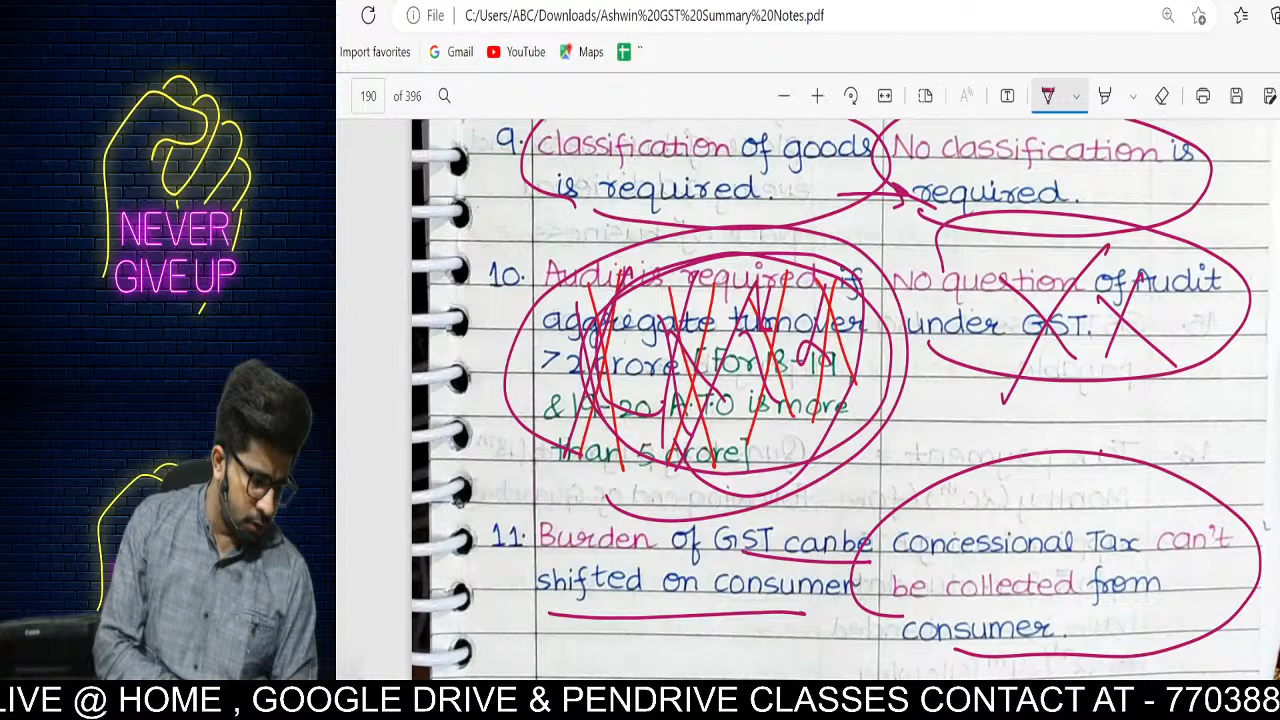 File
C:/Users/ABC/Downloads/Ashwin%20GST%20Summary%20Notes.pdf
Import favorites
Gmail
YouTube
Maps
190 of 396
NEVER
GIVE UP
9. classification of goods
is required.
No classification is
required.
10. Audit is required if
aggregate turnover
>2 crore [for 18-19
& 19-20 A.T.O is more
than 5 crore]
No question of Audit
under GST.
11. Burden of GST can be
shifted on consumer
Concessional Tax can't
be collected from
consumer.
LIVE @ HOME , GOOGLE DRIVE & PENDRIVE CLASSES CONTACT AT - 770388